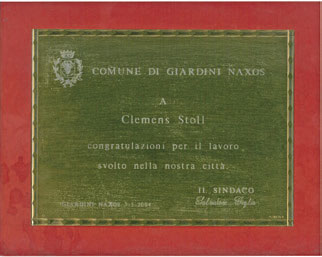 COMUNE DI GIARDINI NAXOS
A
Clemens Stoll
congratulazioni per il lavoro
svolto nella nostra città.
IL SINDACO
GIARDINI NAXOS